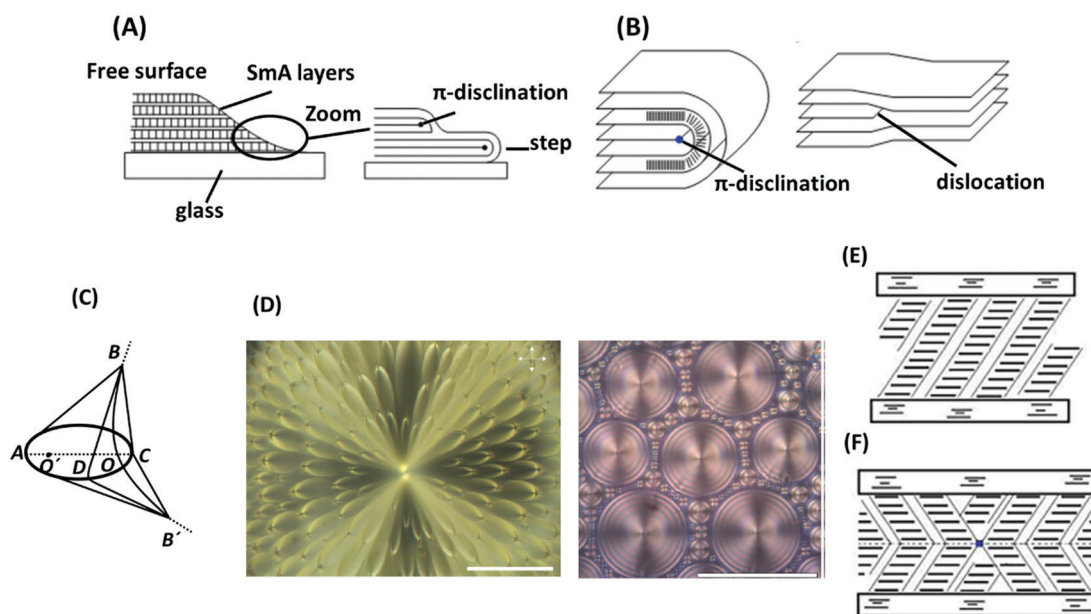 (A)
Free surface
SmA layers
Zoom
glass
π-disclination
step
(B)
π-disclination
dislocation
(C)
B
A
O´
D
O
C
B´
(D)
(E)
(F)